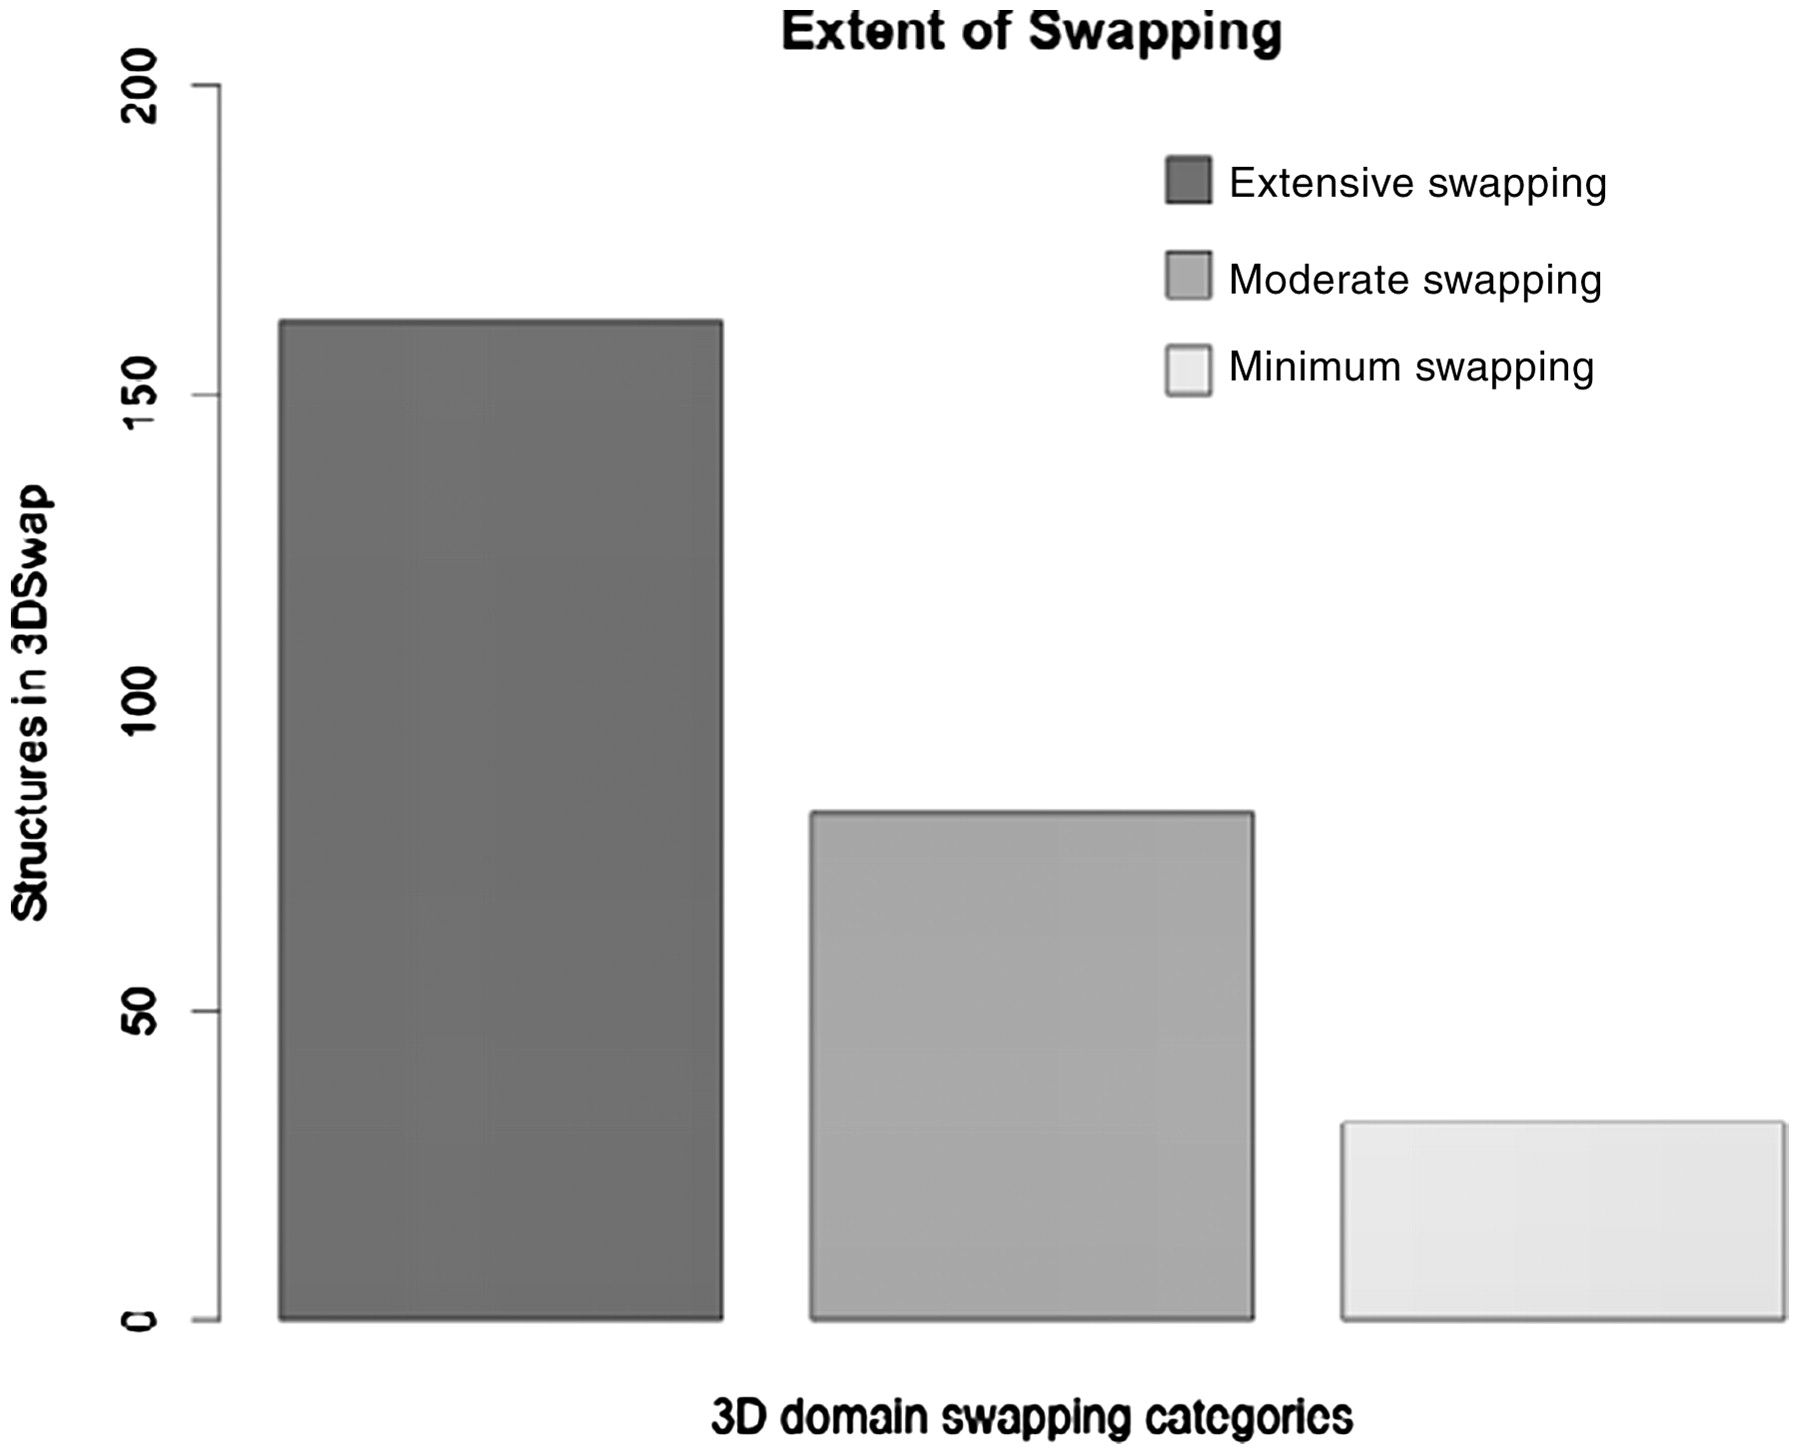 Extent of Swapping
200
150
100
50
0
Structures in 3DSwap
Extensive swapping
Moderate swapping
Minimum swapping
3D domain swapping categories